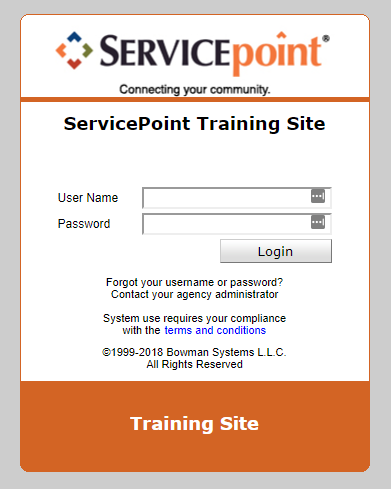 SERVICEpoint®
Connecting your community.
ServicePoint Training Site
User Name
Password
Login
Forgot your username or password?
Contact your agency administrator
System use requires your compliance
with the terms and conditions
©1999-2018 Bowman Systems L.L.C.
All Rights Reserved
Training Site